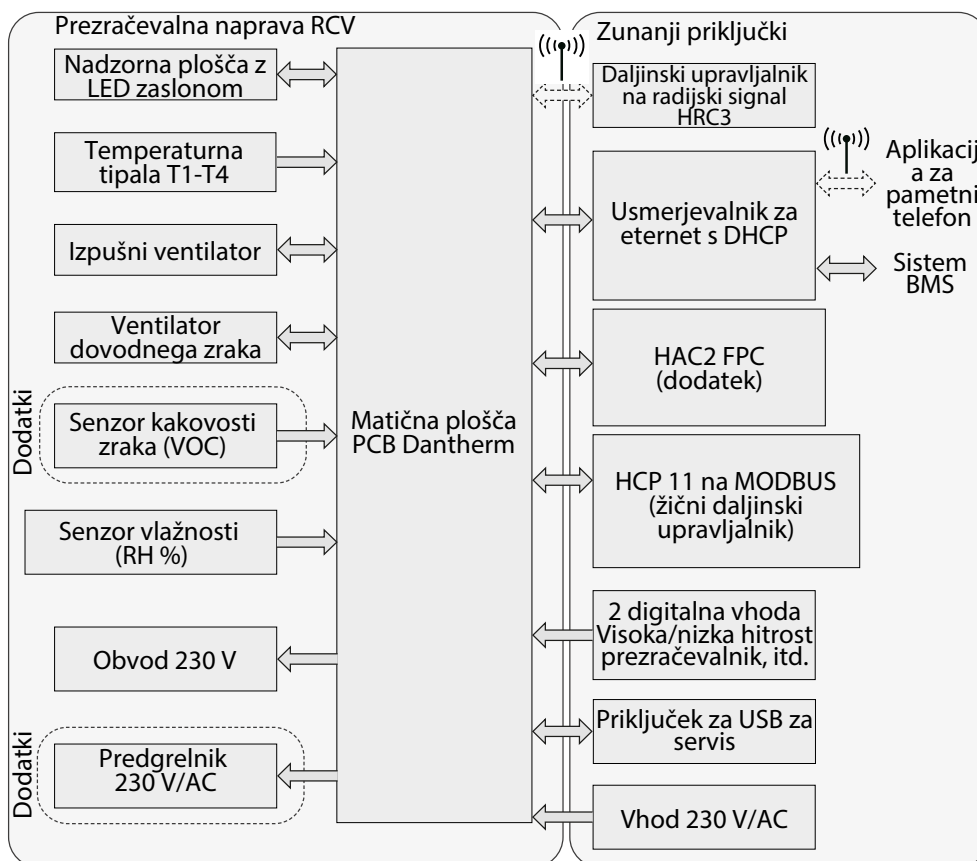 Prezračevalna naprava RCV
Nadzorna plošča z
LED zaslonom
Temperaturna
tipala T1-T4
Izpušni ventilator
Ventilator
dovodnega zraka
Dodatki
Senzor kakovosti
zraka (VOC)
Senzor vlažnosti
(RH %)
Obvod 230 V
Dodatki
Predgrelnik
230 V/AC
Matična plošča
PCB Dantherm
Zunanji priključki
Daljinski upravljalnik
na radijski signal
HRC3
Usmerjevalnik za
eternet s DHCP
Aplikacij
a za
pametni
telefon
Sistem
BMS
HAC2 FPC
(dodatek)
HCP 11 na MODBUS
(žični daljinski
upravljalnik)
2 digitalna vhoda
Visoka/nizka hitrost
prezračevalnik, itd.
Priključek za USB za
servis
Vhod 230 V/AC